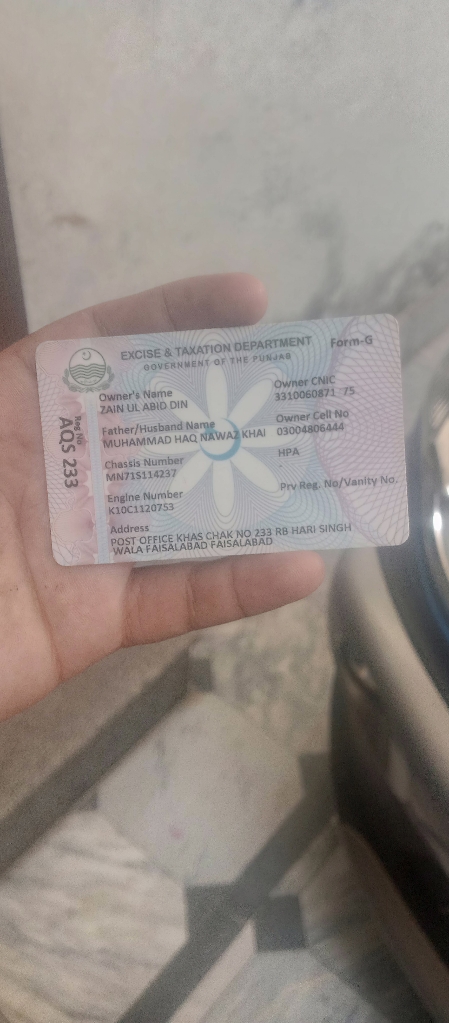 EXCISE & TAXATION DEPARTMENT Form-G
GOVERNMENT OF THE PUNJAB
Reg No
AQS 233
Owner's Name
ZAIN UL ABID DIN
Owner CNIC
Father/Husband Name
MUHAMMAD HAQ NAWAZ KHAI
Owner Cell No
03004806444
Chassis Number
MN71S114237
HPA
Engine Number
K10C1120753
Prv Reg. No/Vanity No.
Address
POST OFFICE KHAS CHAK NO 233 RB HARI SINGH
WALA FAISALABAD FAISALABAD